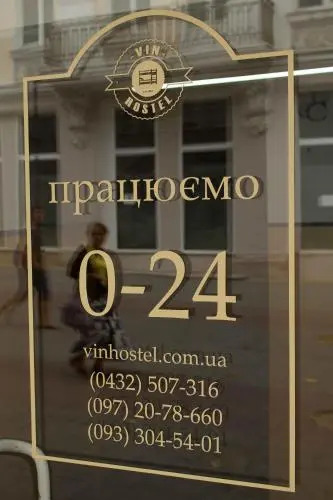 VIN
HOSTEL
працюємо
0-24
vinhostel.com.ua
(0432) 507-316
(097) 20-78-660
(093) 304-54-01